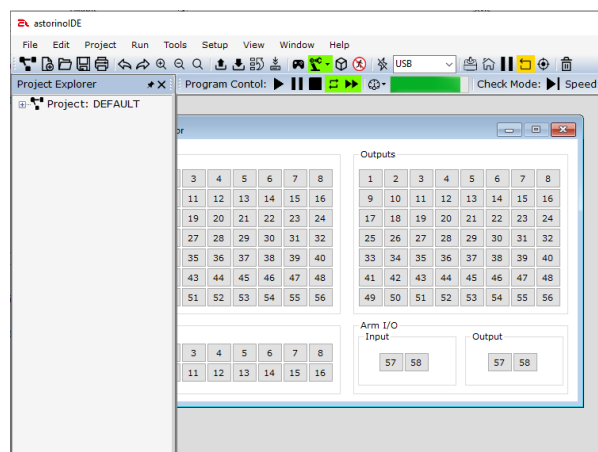 astorinoIDE
File Edit Project Run Tools Setup View Window Help
USB
Project Explorer
Program Contol:
Check Mode:
Speed
Project: DEFAULT
or
Outputs
3 4 5 6 7 8
1 2 3 4 5 6 7 8
11 12 13 14 15 16
9 10 11 12 13 14 15 16
19 20 21 22 23 24
17 18 19 20 21 22 23 24
27 28 29 30 31 32
25 26 27 28 29 30 31 32
35 36 37 38 39 40
33 34 35 36 37 38 39 40
43 44 45 46 47 48
41 42 43 44 45 46 47 48
51 52 53 54 55 56
49 50 51 52 53 54 55 56
Arm I/O
Input
Output
3 4 5 6 7 8
11 12 13 14 15 16
57 58
57 58